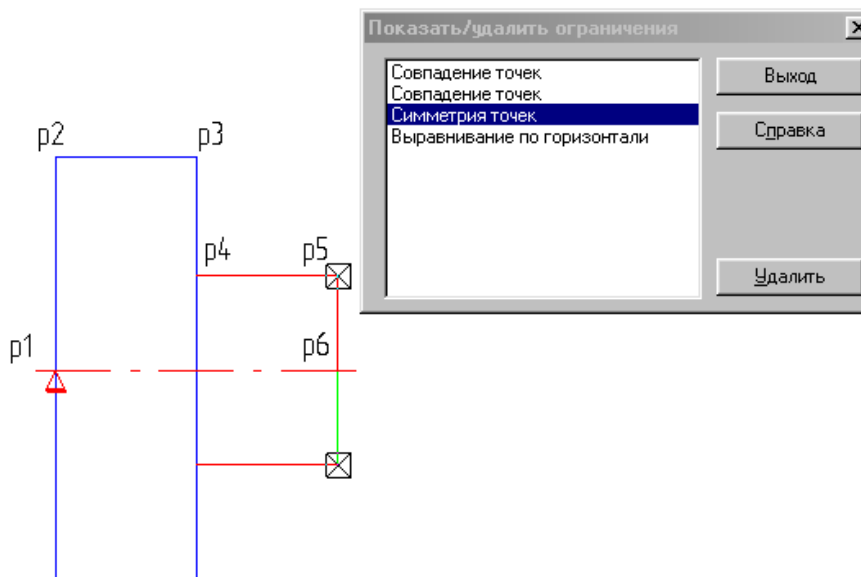 Показать/удалить ограничения
Совпадение точек
Совпадение точек
Симметрия точек
Выравнивание по горизонтали
Выход
Справка
Удалить
p2
p3
p4
p5
p1
p6